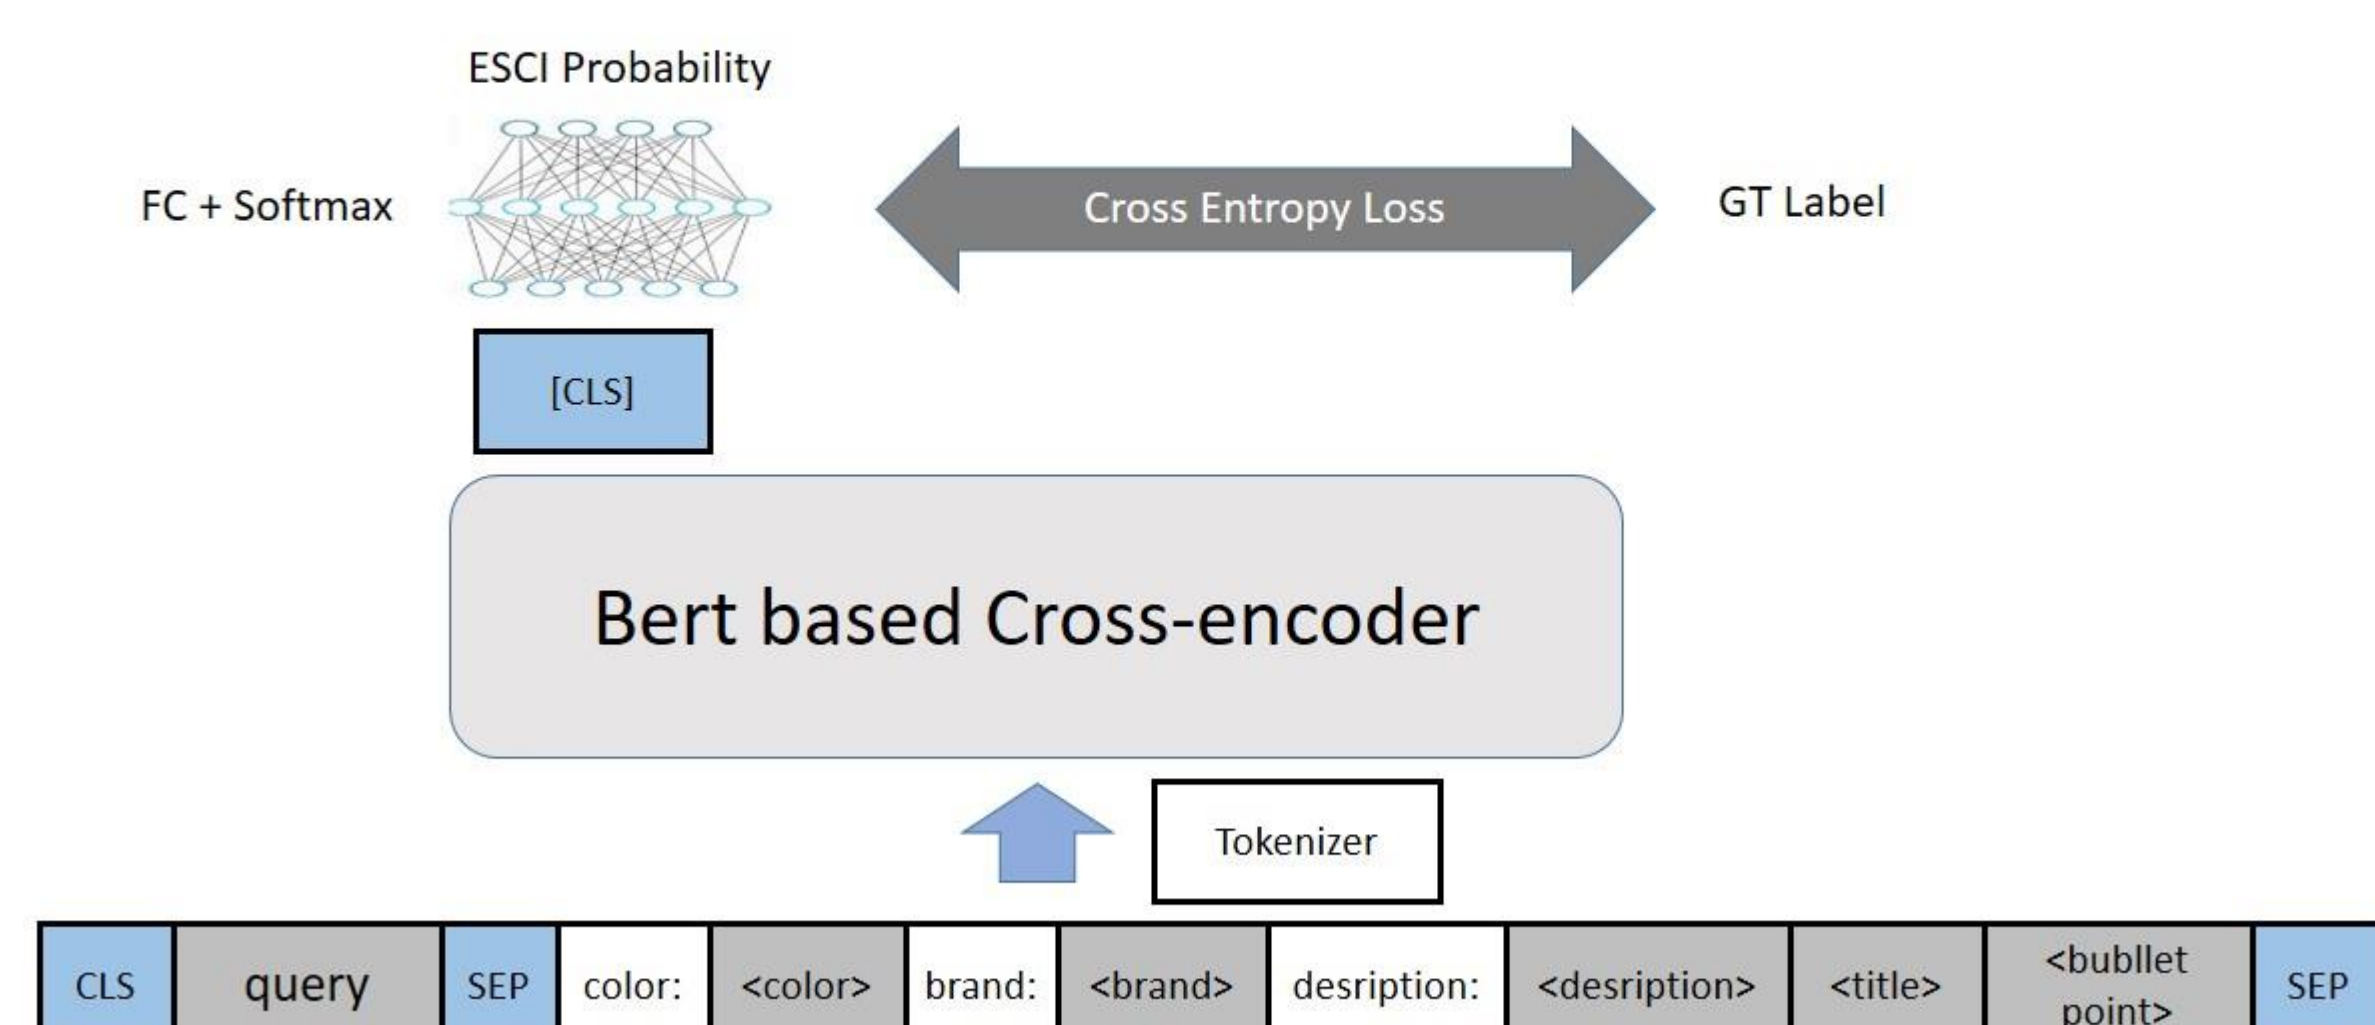 ESCI Probability
FC + Softmax
Cross Entropy Loss
GT Label
[CLS]
Bert based Cross-encoder
Tokenizer
CLS
query
SEP
color:
<color>
brand:
<brand>
desription:
<desription>
<title>
<bubllet
point>
SEP